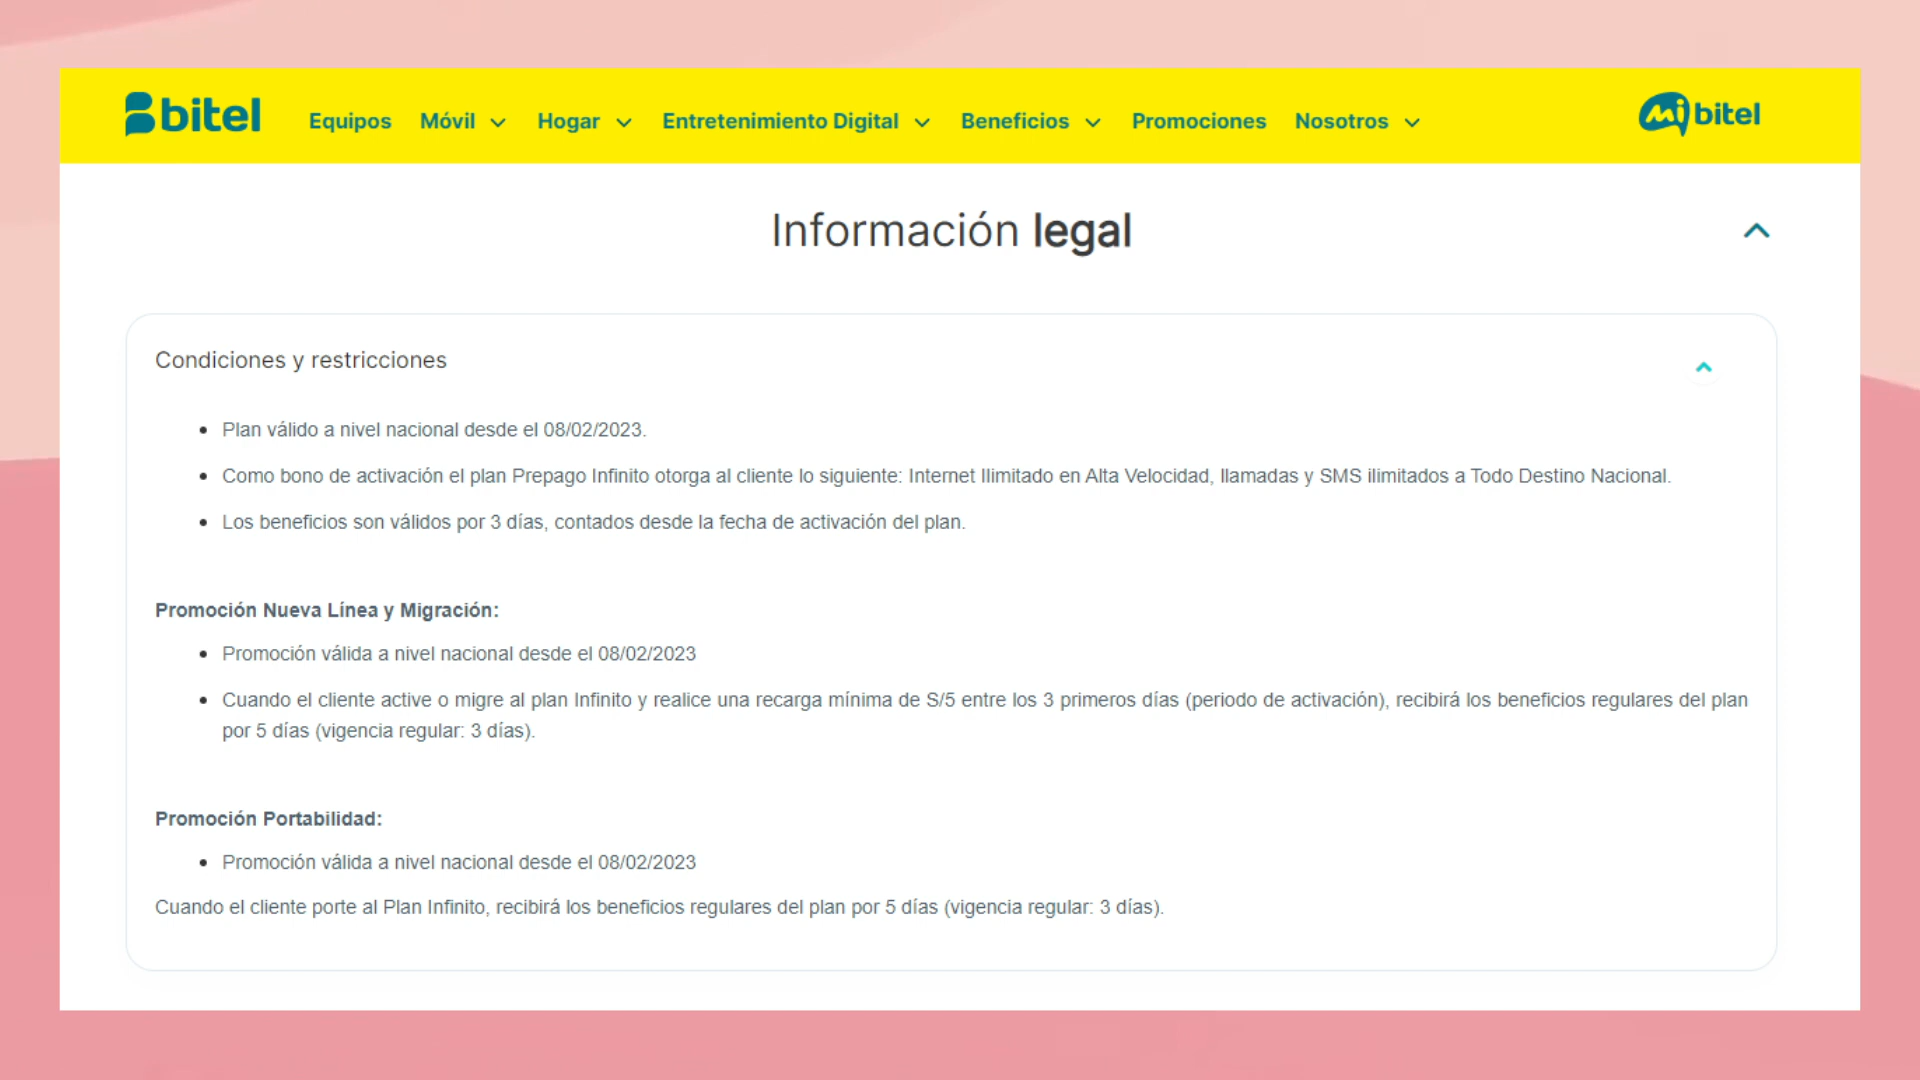 bitel Equipos Móvil Hogar Entretenimiento Digital Beneficios Promociones Nosotros Mi bitel
Información legal
Condiciones y restricciones
• Plan válido a nivel nacional desde el 08/02/2023.
• Como bono de activación el plan Prepago Infinito otorga al cliente lo siguiente: Internet Ilimitado en Alta Velocidad, llamadas y SMS ilimitados a Todo Destino Nacional.
• Los beneficios son válidos por 3 días, contados desde la fecha de activación del plan.
Promoción Nueva Línea y Migración:
• Promoción válida a nivel nacional desde el 08/02/2023
• Cuando el cliente active o migre al plan Infinito y realice una recarga mínima de S/5 entre los 3 primeros días (periodo de activación), recibirá los beneficios regulares del plan
por 5 días (vigencia regular: 3 días).
Promoción Portabilidad:
• Promoción válida a nivel nacional desde el 08/02/2023
Cuando el cliente porte al Plan Infinito, recibirá los beneficios regulares del plan por 5 días (vigencia regular: 3 días).